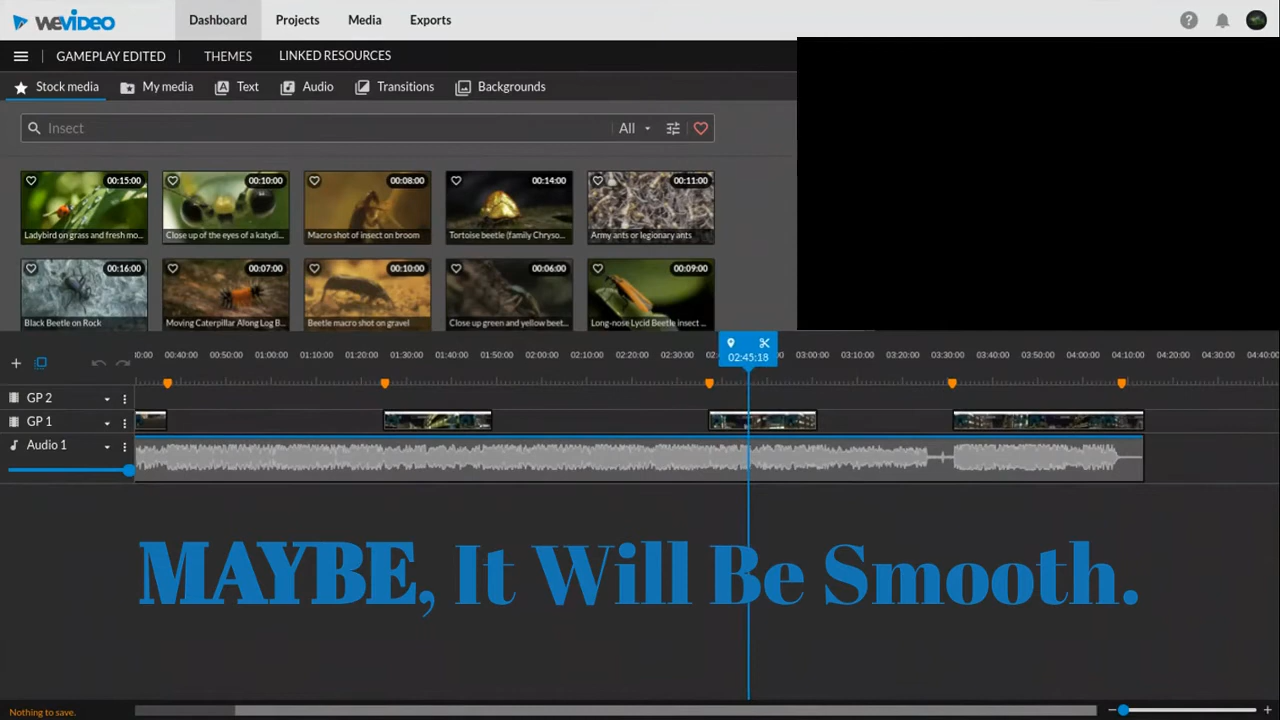 WEVIDEO Dashboard Projects Media Exports
GAMEPLAY EDITED THEMES LINKED RESOURCES
Stock media My media Text Audio Transitions Backgrounds
Insect All
00:15:00 00:10:00 00:08:00 00:14:00 00:11:00
Ladybird on grass and fresh mo... Close up of the eyes of a katydi... Macro shot of insect on broom Tortoise beetle (family Chryso... Army ants or legionary ants
00:16:00 00:07:00 00:10:00 00:06:00 00:09:00
Black Beetle on Rock Moving Caterpillar Along Log B... Beetle macro shot on gravel Close up green and yellow beet... Long-nose Lycid Beetle insect ...
00:40:00 00:50:00 01:00:00 01:10:00 01:20:00 01:30:00 01:40:00 01:50:00 02:00:00 02:10:00 02:20:00 02:30:00 02:45:18 03:00:00 03:10:00 03:20:00 03:30:00 03:40:00 03:50:00 04:00:00 04:10:00 04:20:00 04:30:00
GP 2
GP 1
Audio 1
MAYBE, It Will Be Smooth.
Nothing to save.